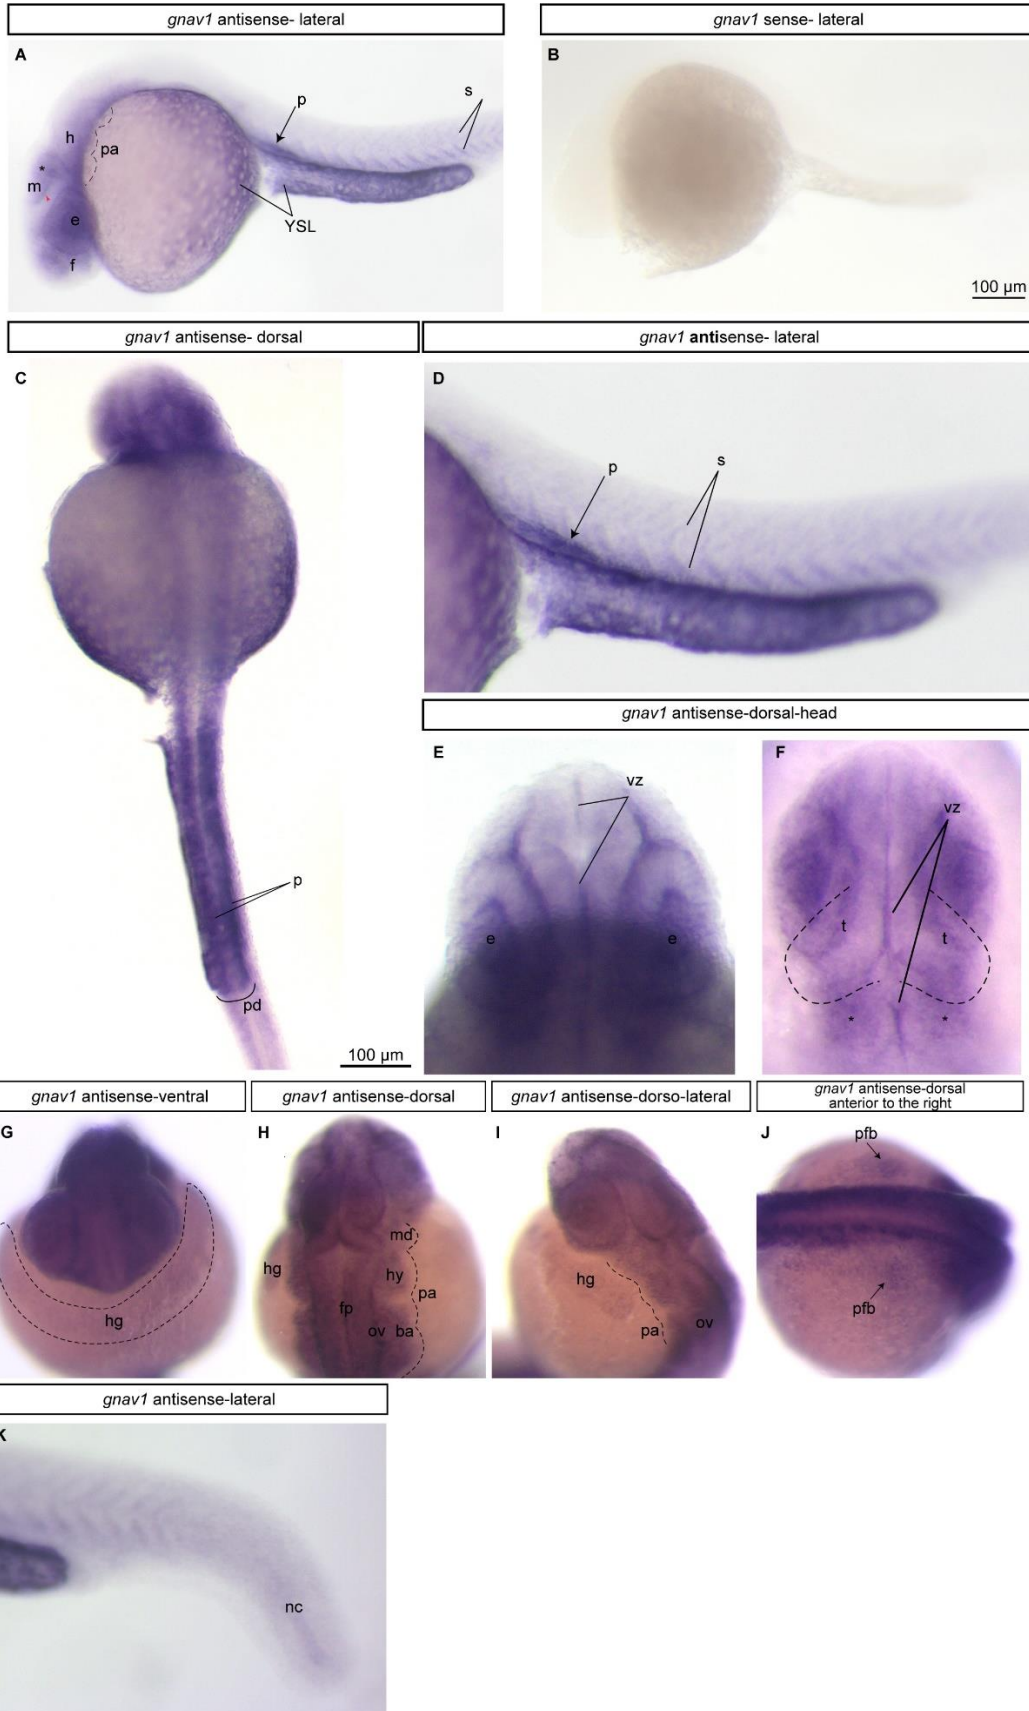 gnav1 antisense- lateral
gnav1 sense- lateral
A
p
s
h
pa
*
m
e
YSL
f
B
100 µm
gnav1 antisense- dorsal
gnav1 antisense- lateral
C
p
pd
100 µm
D
p
s
gnav1 antisense-dorsal-head
E
vz
e
e
F
vz
t
t
*
*
gnav1 antisense-ventral
gnav1 antisense-dorsal
gnav1 antisense-dorso-lateral
gnav1 antisense-dorsal
anterior to the right
G
hg
H
md
hg
hy
pa
fp
ov
ba
I
hg
pa
ov
J
pfb
pfb
gnav1 antisense-lateral
K
nc